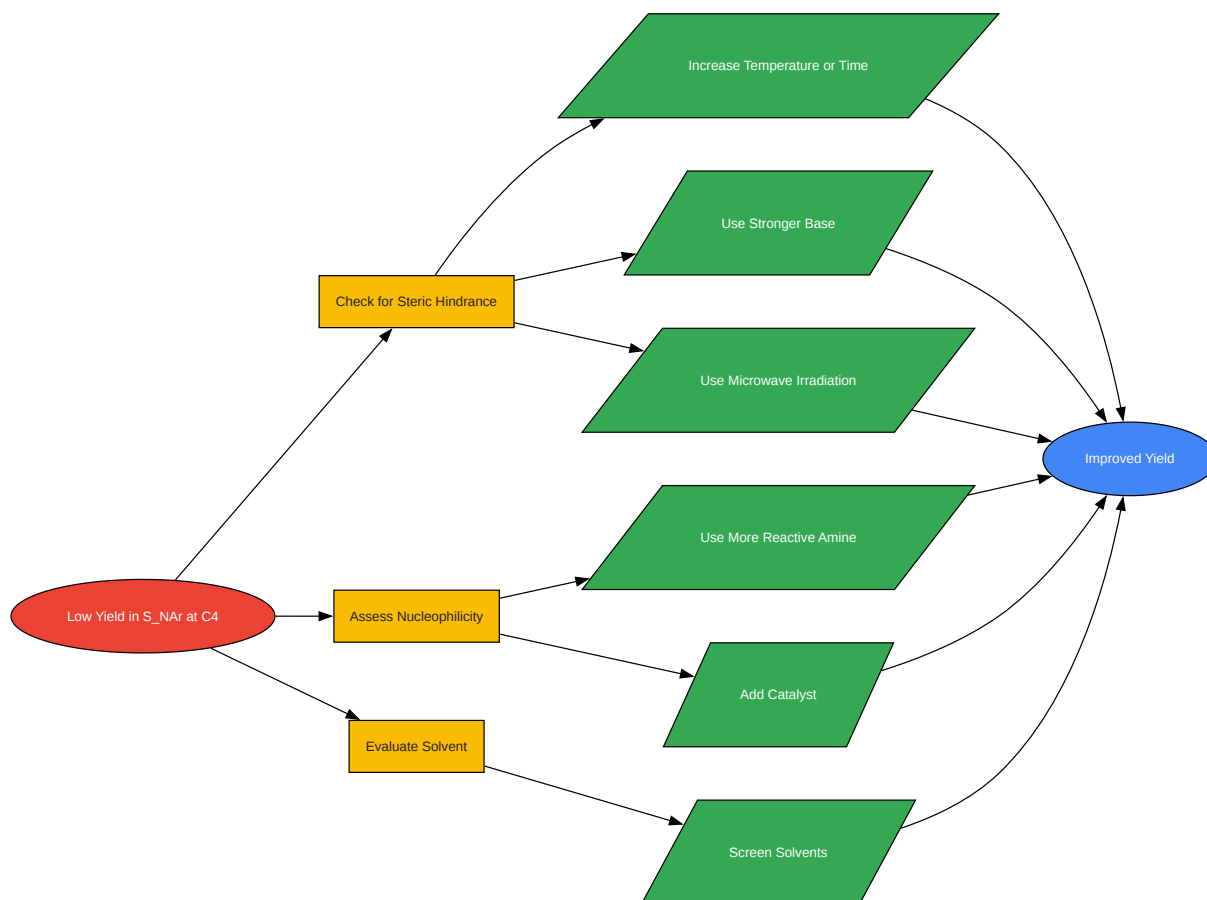 Increase Temperature or Time
Use Stronger Base
Check for Steric Hindrance
Use Microwave Irradiation
Improved Yield
Use More Reactive Amine
Low Yield in S_NAr at C4
Assess Nucleophilicity
Add Catalyst
Evaluate Solvent
Screen Solvents